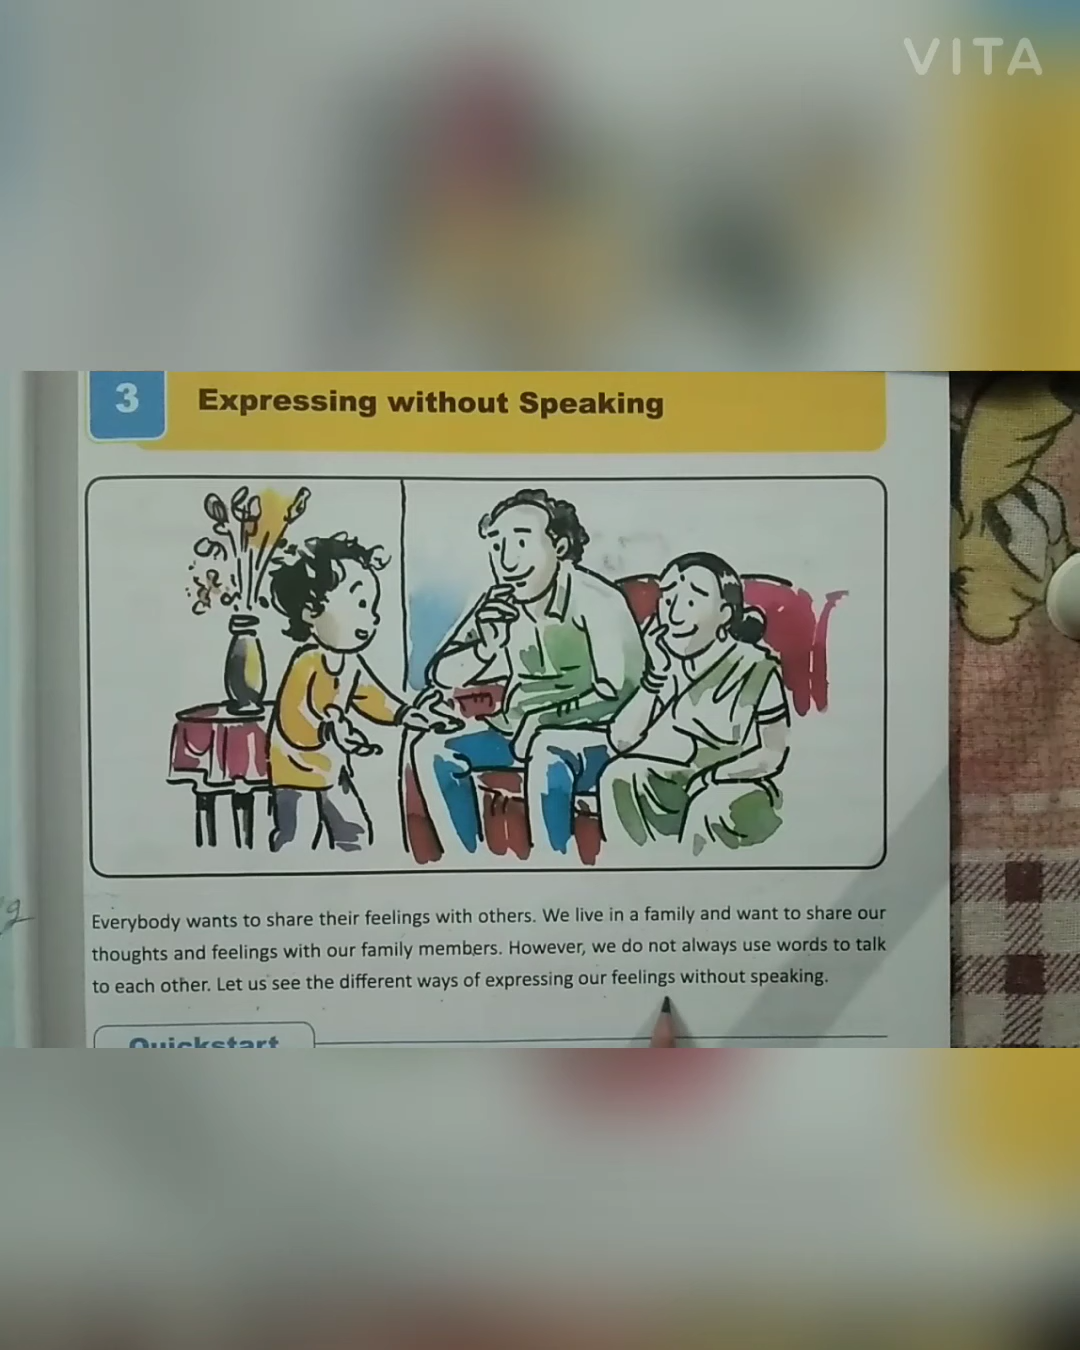 VITA
3 Expressing without Speaking
Everybody wants to share their feelings with others. We live in a family and want to share our
thoughts and feelings with our family members. However, we do not always use words to talk
to each other. Let us see the different ways of expressing our feelings without speaking.
Quickstart